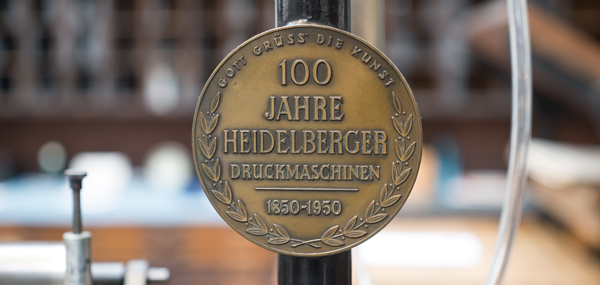 GOTT GRÜSS' DIE KUNST
100
JAHRE
HEIDELBERGER
DRUCKMASCHINEN
1850-1950